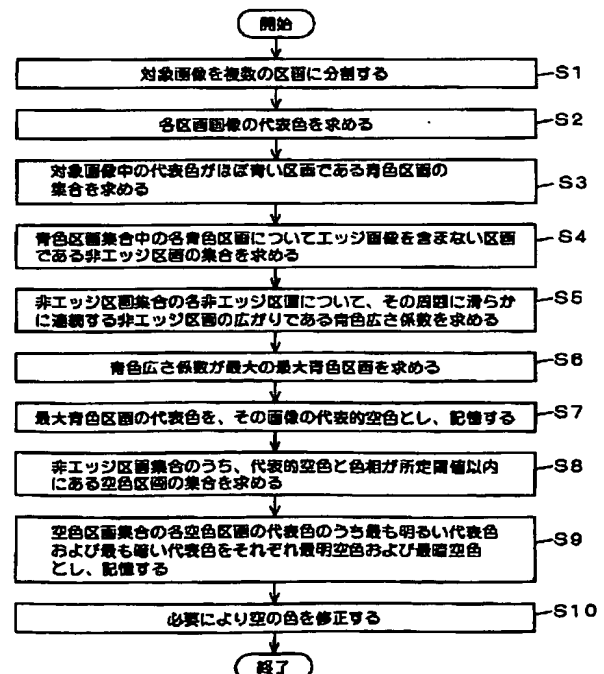 開始
対象画像を複数の区画に分割する
S1
各区画画像の代表色を求める
S2
対象画像中の代表色がほぼ青い区画である青色区画の
集合を求める
S3
青色区画集合中の各青色区画についてエッジ画像を含まない区画
である非エッジ区画の集合を求める
S4
非エッジ区画集合の各非エッジ区画について、その周囲に滑らか
に連続する非エッジ区画の広がりである青色広さ係数を求める
S5
青色広さ係数が最大の最大青色区画を求める
S6
最大青色区画の代表色を、その画像の代表的空色とし、記憶する
S7
非エッジ区画集合のうち、代表的空色と色相が所定閾値以内
にある空色区画の集合を求める
S8
空色区画集合の各空色区画の代表色のうち最も明るい代表色
および最も暗い代表色をそれぞれ最明空色および最暗空色
とし、記憶する
S9
必要により空の色を修正する
S10
終了